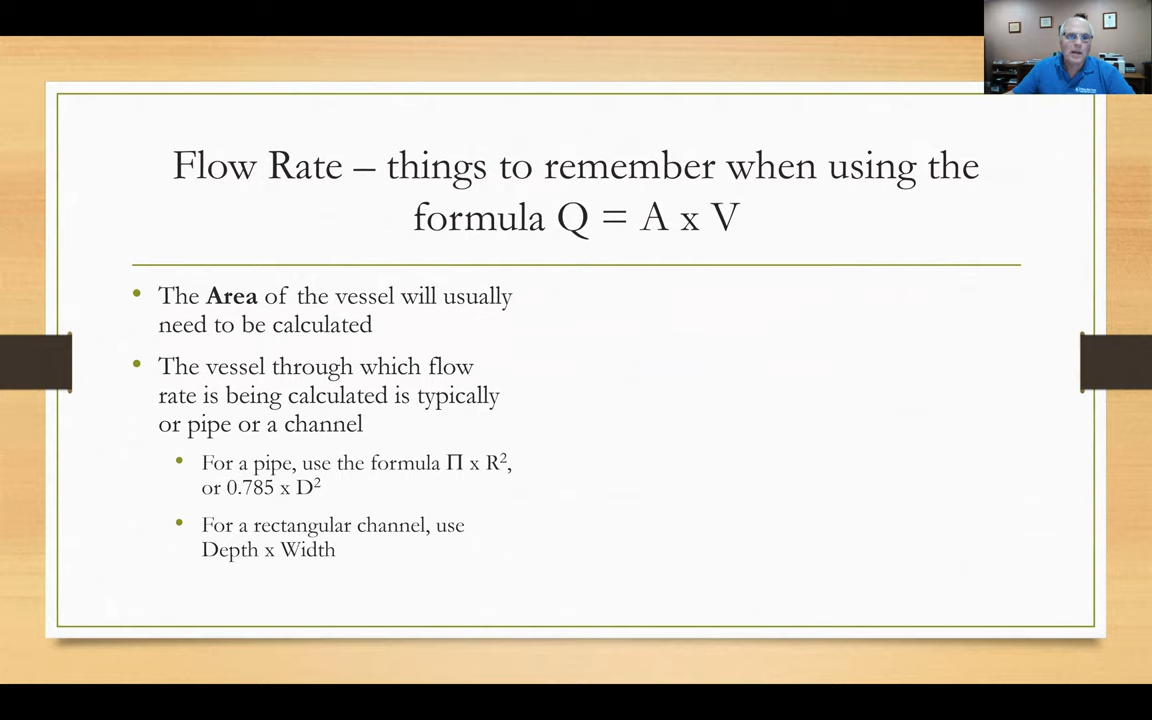 Flow Rate – things to remember when using the
formula Q = A x V
• The Area of the vessel will usually
need to be calculated
• The vessel through which flow
rate is being calculated is typically
or pipe or a channel
• For a pipe, use the formula Π x R²,
or 0.785 x D²
• For a rectangular channel, use
Depth x Width